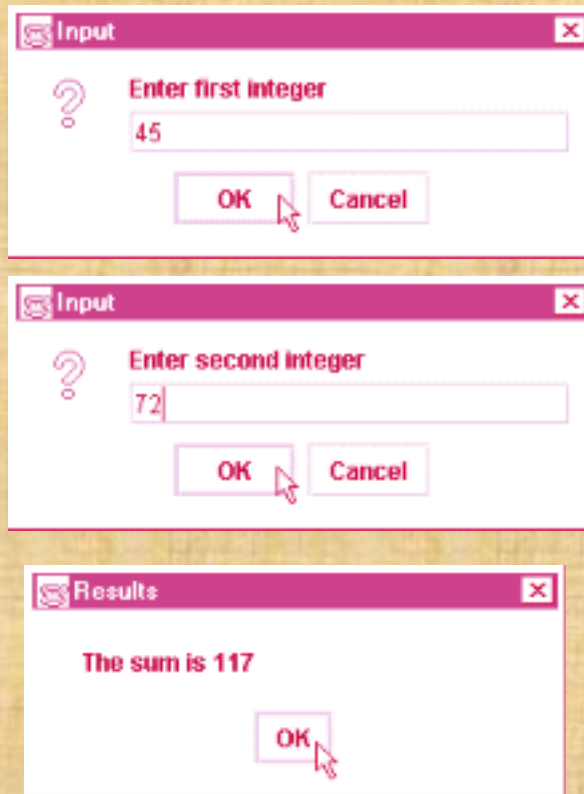 Input
Enter first integer
45
OK Cancel
Input
Enter second integer
72
OK Cancel
Results
The sum is 117
OK